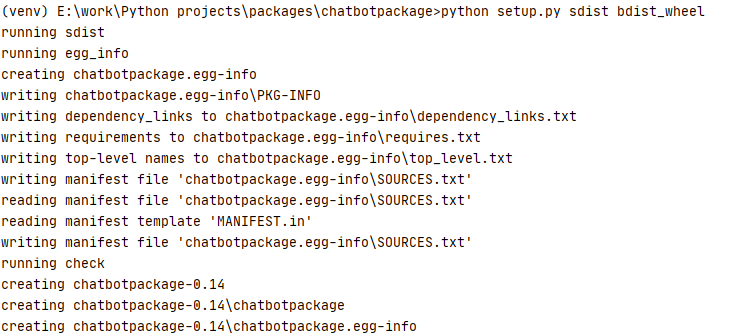 (venv) E:\work\Python projects\packages\chatbotpackage>python setup.py sdist bdist_wheel
running sdist
running egg_info
creating chatbotpackage.egg-info
writing chatbotpackage.egg-info\PKG-INFO
writing dependency_links to chatbotpackage.egg-info\dependency_links.txt
writing requirements to chatbotpackage.egg-info\requires.txt
writing top-level names to chatbotpackage.egg-info\top_level.txt
writing manifest file 'chatbotpackage.egg-info\SOURCES.txt'
reading manifest file 'chatbotpackage.egg-info\SOURCES.txt'
reading manifest template 'MANIFEST.in'
writing manifest file 'chatbotpackage.egg-info\SOURCES.txt'
running check
creating chatbotpackage-0.14
creating chatbotpackage-0.14\chatbotpackage
creating chatbotpackage-0.14\chatbotpackage.egg-info